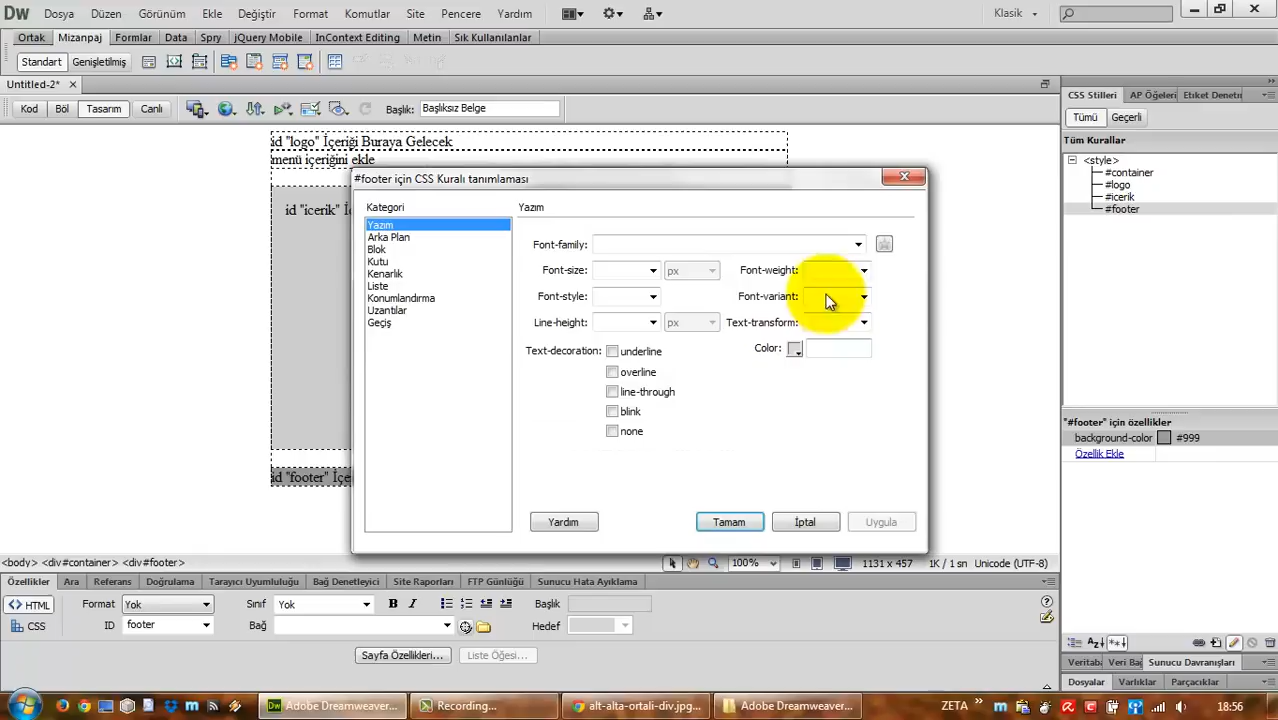 Dw Dosya Düzen Görünüm Ekle Değiştir Format Komutlar Site Pencere Yardım Klasik
Ortak Mizanpaj Formlar Data Spry jQuery Mobile InContext Editing Metin Sık Kullanılanlar
Standart Genişletilmiş
Untitled-2*
Kod Böl Tasarım Canlı Başlık: Başlıksız Belge
CSS Stilleri AP Öğeleri Etiket Denetn
Tümü Geçerli
Tüm Kurallar
<style>
#container
#logo
#icerik
#footer
id "logo" İçeriği Buraya Gelecek
menü içeriğini ekle
id "icerik" İç
id "footer" İçe
#footer için CSS Kuralı tanımlaması
Kategori
Yazım
Arka Plan
Blok
Kutu
Kenarlık
Liste
Konumlandırma
Uzantılar
Geçiş
Yazım
Font-family:
Font-size: px Font-weight:
Font-style: Font-variant:
Line-height: px Text-transform:
Text-decoration: underline Color:
overline
line-through
blink
none
Yardım Tamam İptal Uygula
"#footer" için özellikler
background-color #999
Özellik Ekle
<body> <div#container> <div#footer> 100% 1131 x 457 1K / 1 sn Unicode (UTF-8)
Özellikler Ara Referans Doğrulama Tarayıcı Uyumluluğu Bağ Denetleyici Site Raporları FTP Günlüğü Sunucu Hata Ayıklama
<> HTML Format Yok Sınıf Yok B I Başlık
CSS ID footer Bağ Hedef
Sayfa Özellikleri... Liste Öğesi...
Veritaba Veri Bağ Sunucu Davranışları
Dosyalar Varlıklar Parçacıklar
Adobe Dreamweaver... Recording... alt-alta-ortali-div.jpg... Adobe Dreamweaver... ZETA 18:56